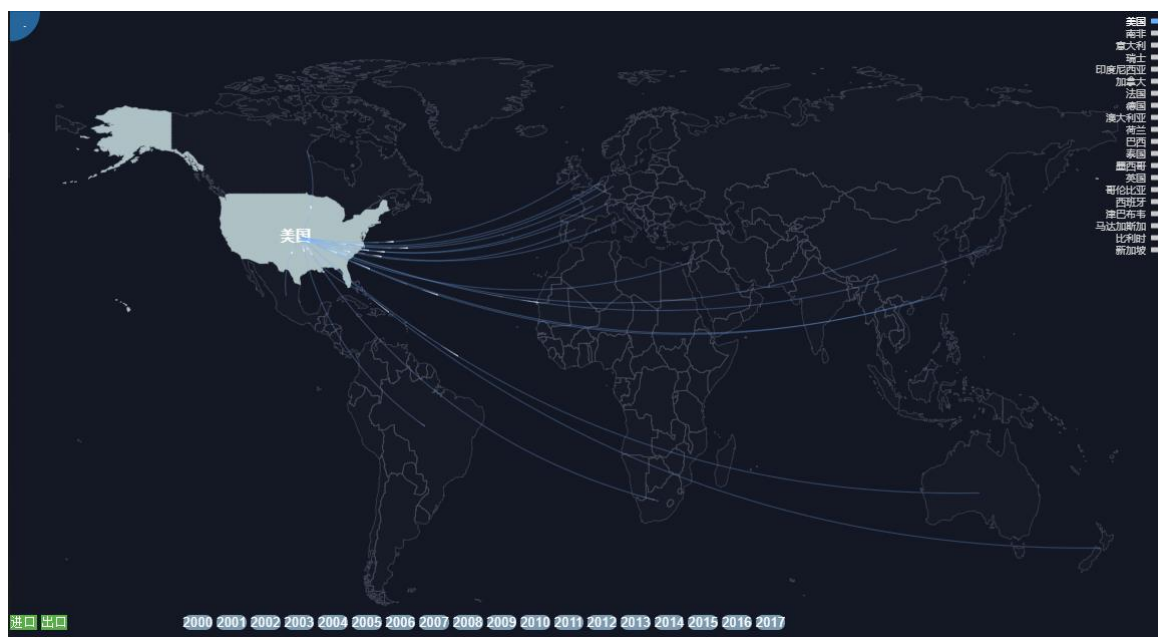 美国
南非
意大利
瑞士
印度尼西亚
加拿大
法国
德国
澳大利亚
荷兰
巴西
泰国
墨西哥
英国
哥伦比亚
西班牙
津巴布韦
马达加斯加
比利时
新加坡
美国
进口 出口 2000 2001 2002 2003 2004 2005 2006 2007 2008 2009 2010 2011 2012 2013 2014 2015 2016 2017